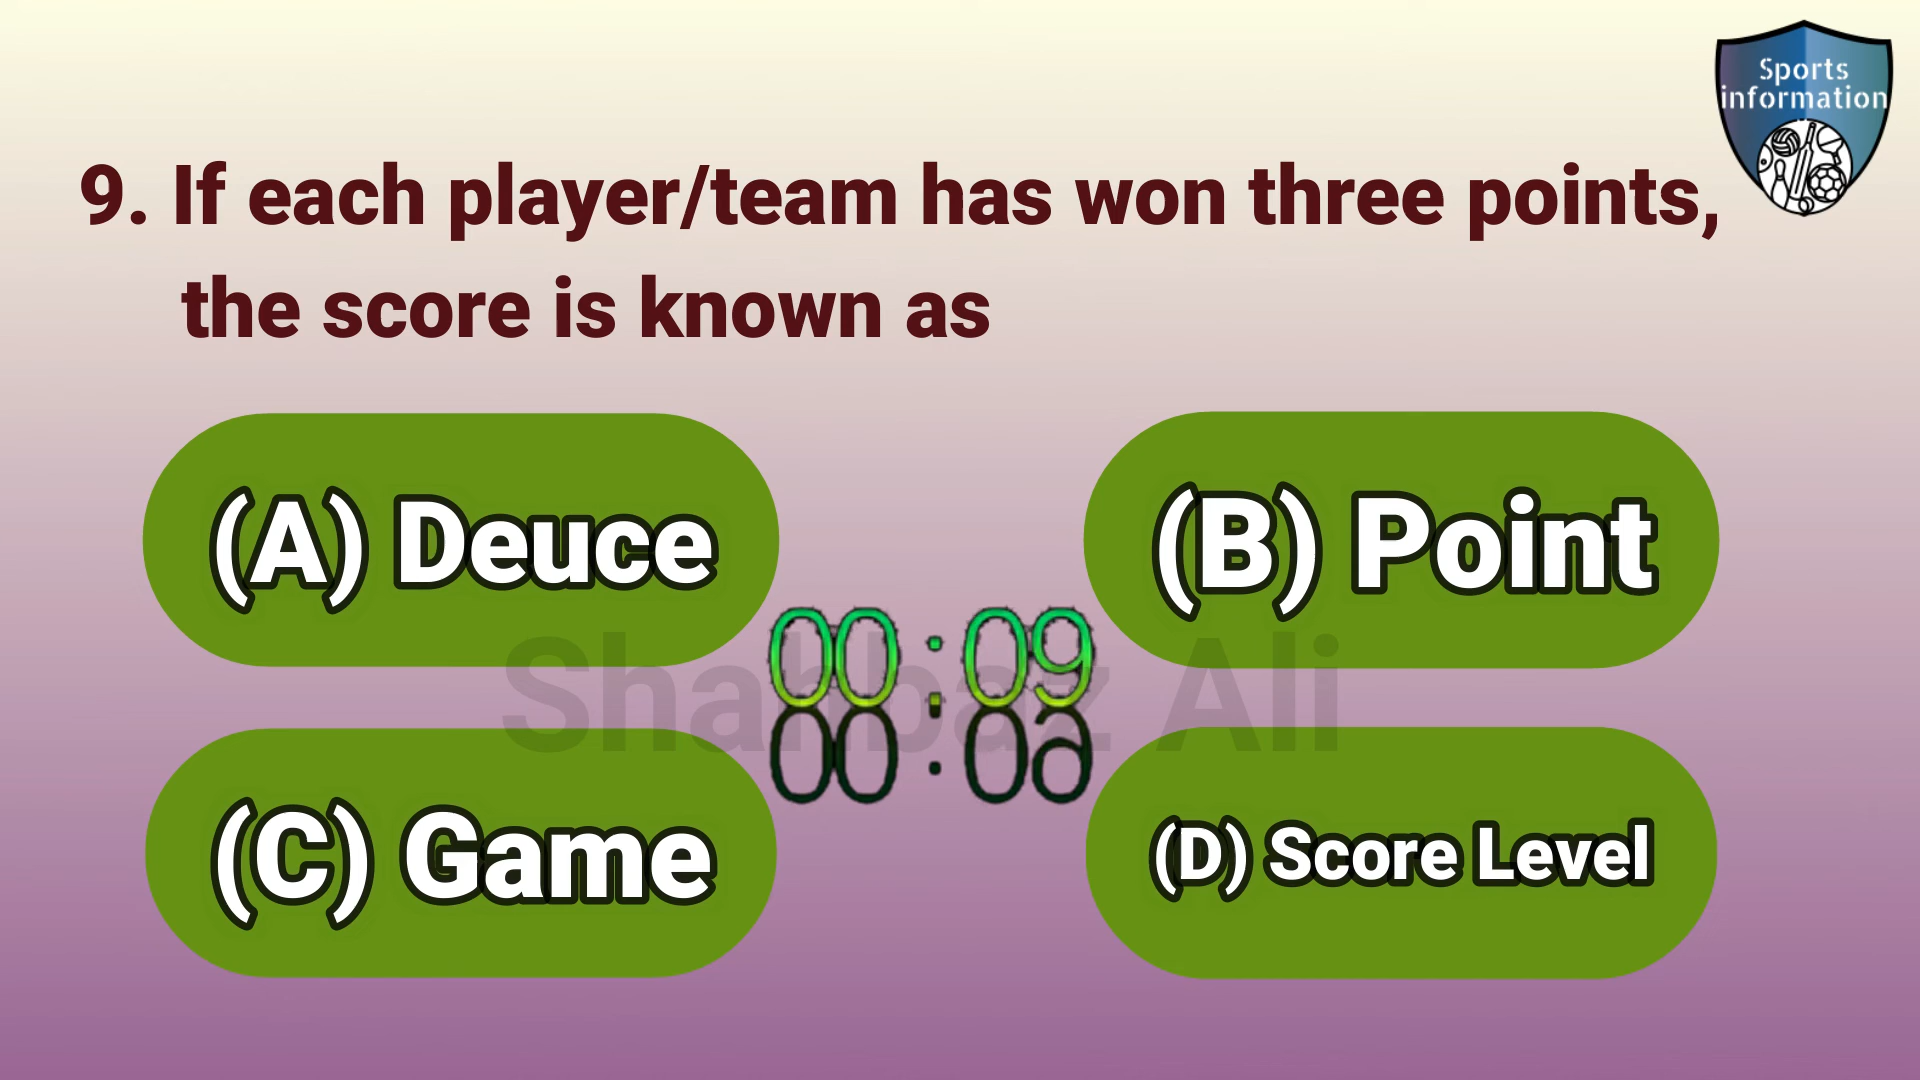 Sports
information
9. If each player/team has won three points,
the score is known as
(A) Deuce
(B) Point
00:09
Shahbaz Ali
(C) Game
(D) Score Level